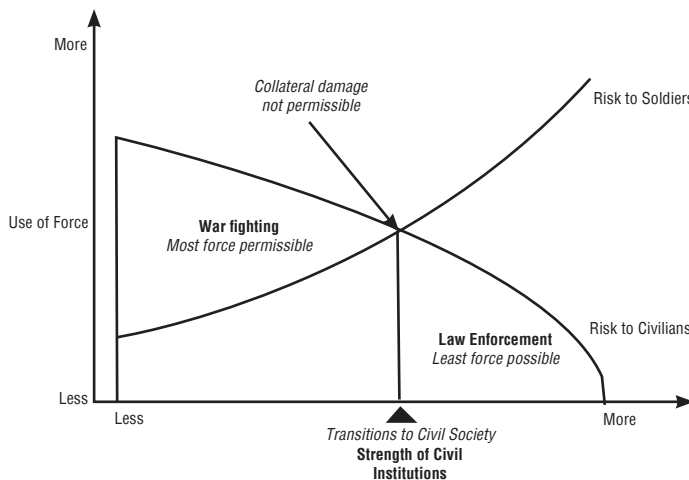 More
Collateral damage
not permissible
Risk to Soldiers
Use of Force
War fighting
Most force permissible
Law Enforcement
Least force possible
Risk to Civilians
Less
Less
More
Transitions to Civil Society
Strength of Civil
Institutions